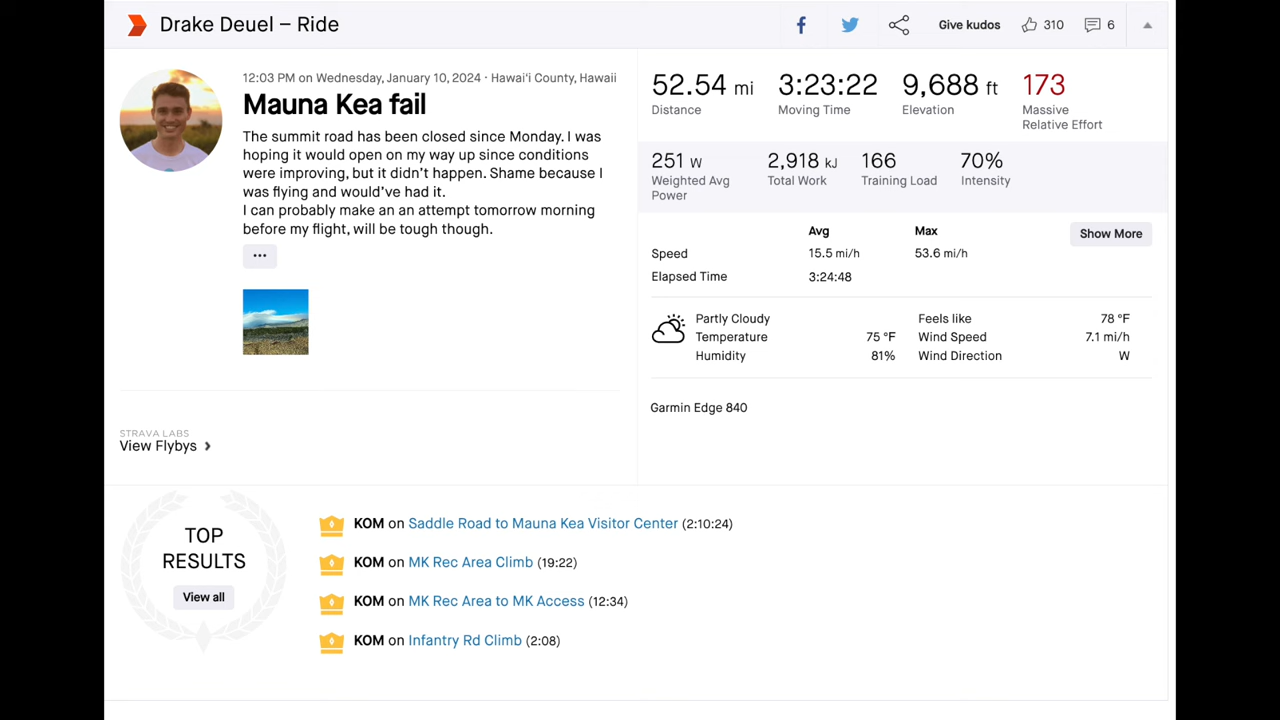 Drake Deuel – Ride
Give kudos 310 6
12:03 PM on Wednesday, January 10, 2024 · Hawai'i County, Hawaii
Mauna Kea fail
The summit road has been closed since Monday. I was
hoping it would open on my way up since conditions
were improving, but it didn't happen. Shame because I
was flying and would've had it.
I can probably make an an attempt tomorrow morning
before my flight, will be tough though.
STRAVA LABS
View Flybys
52.54 mi 3:23:22 9,688 ft 173
Distance Moving Time Elevation Massive
Relative Effort
251 W 2,918 kJ 166 70%
Weighted Avg Total Work Training Load Intensity
Power
Avg Max Show More
Speed 15.5 mi/h 53.6 mi/h
Elapsed Time 3:24:48
Partly Cloudy Feels like 78 °F
Temperature 75 °F Wind Speed 7.1 mi/h
Humidity 81% Wind Direction W
Garmin Edge 840
TOP
RESULTS
View all
KOM on Saddle Road to Mauna Kea Visitor Center (2:10:24)
KOM on MK Rec Area Climb (19:22)
KOM on MK Rec Area to MK Access (12:34)
KOM on Infantry Rd Climb (2:08)